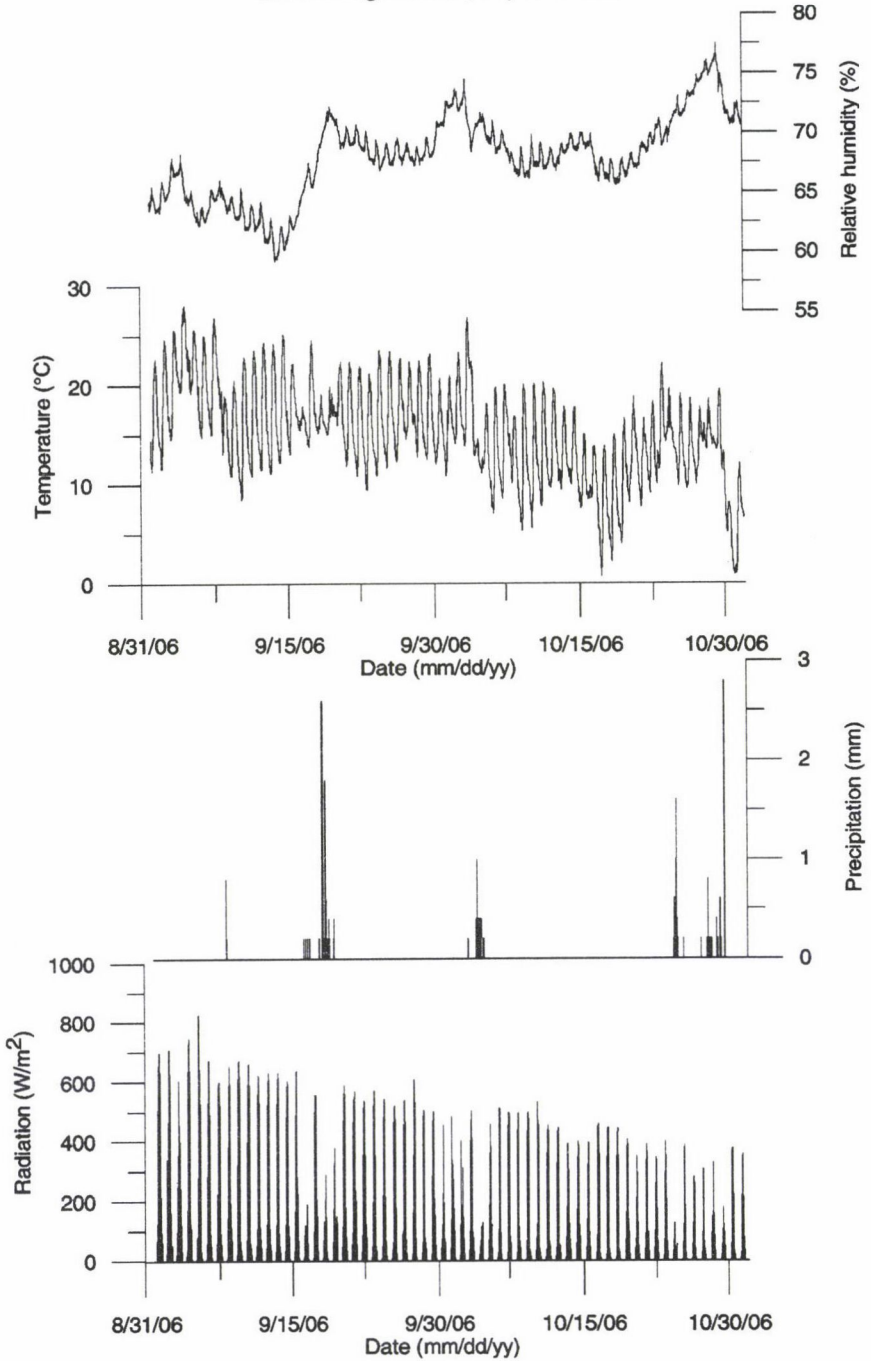 80
75
70
65
60
55
Relative humidity (%)
30
20
10
0
Temperature (°C)
8/31/06 9/15/06 9/30/06 10/15/06 10/30/06
Date (mm/dd/yy)
3
2
1
0
Precipitation (mm)
1000
800
600
400
200
0
Radiation (W/m²)
8/31/06 9/15/06 9/30/06 10/15/06 10/30/06
Date (mm/dd/yy)